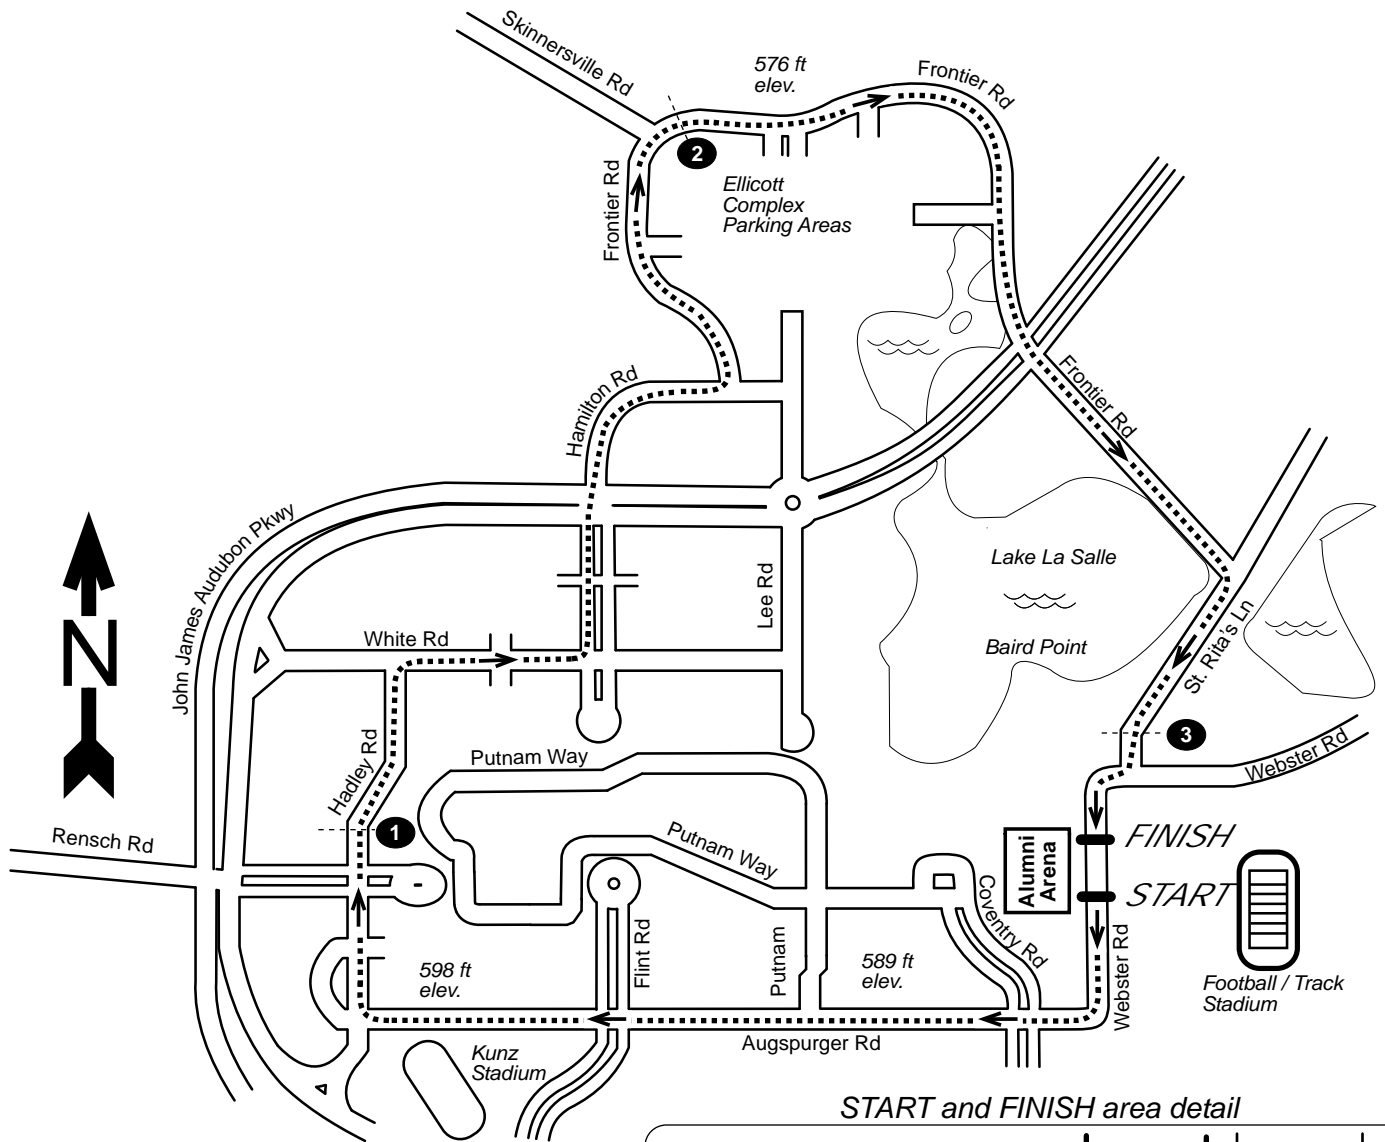 Skinnersville Rd
576 ft
elev.
Frontier Rd
2
Frontier Rd
Ellicott
Complex
Parking Areas
Hamilton Rd
Frontier Rd
John James Audubon Pkwy
Lake La Salle
Lee Rd
N
White Rd
Baird Point
St. Rita's Ln
3
Hadley Rd
Putnam Way
Webster Rd
1
Rensch Rd
Putnam Way
Alumni
Arena
FINISH
START
Coventry Rd
Flint Rd
Putnam
598 ft
elev.
589 ft
elev.
Webster Rd
Football / Track
Stadium
Augspurger Rd
Kunz
Stadium
START and FINISH area detail